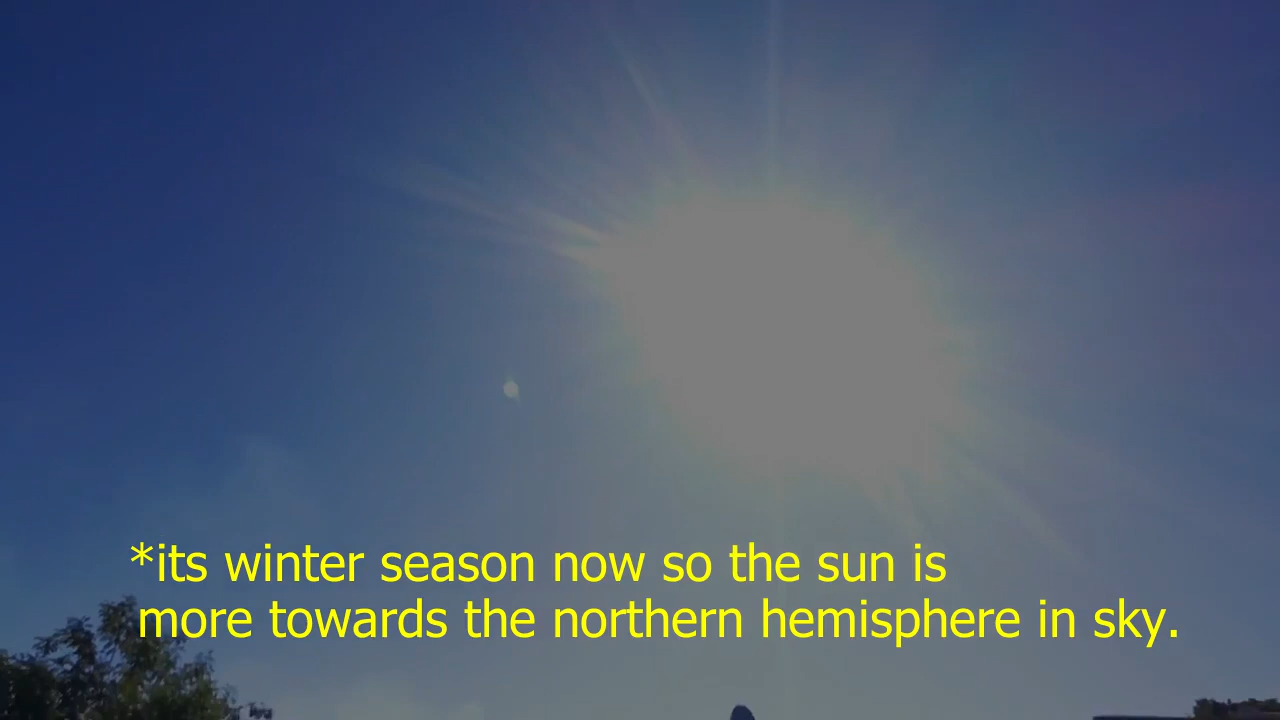 *its winter season now so the sun is
more towards the northern hemisphere in sky.